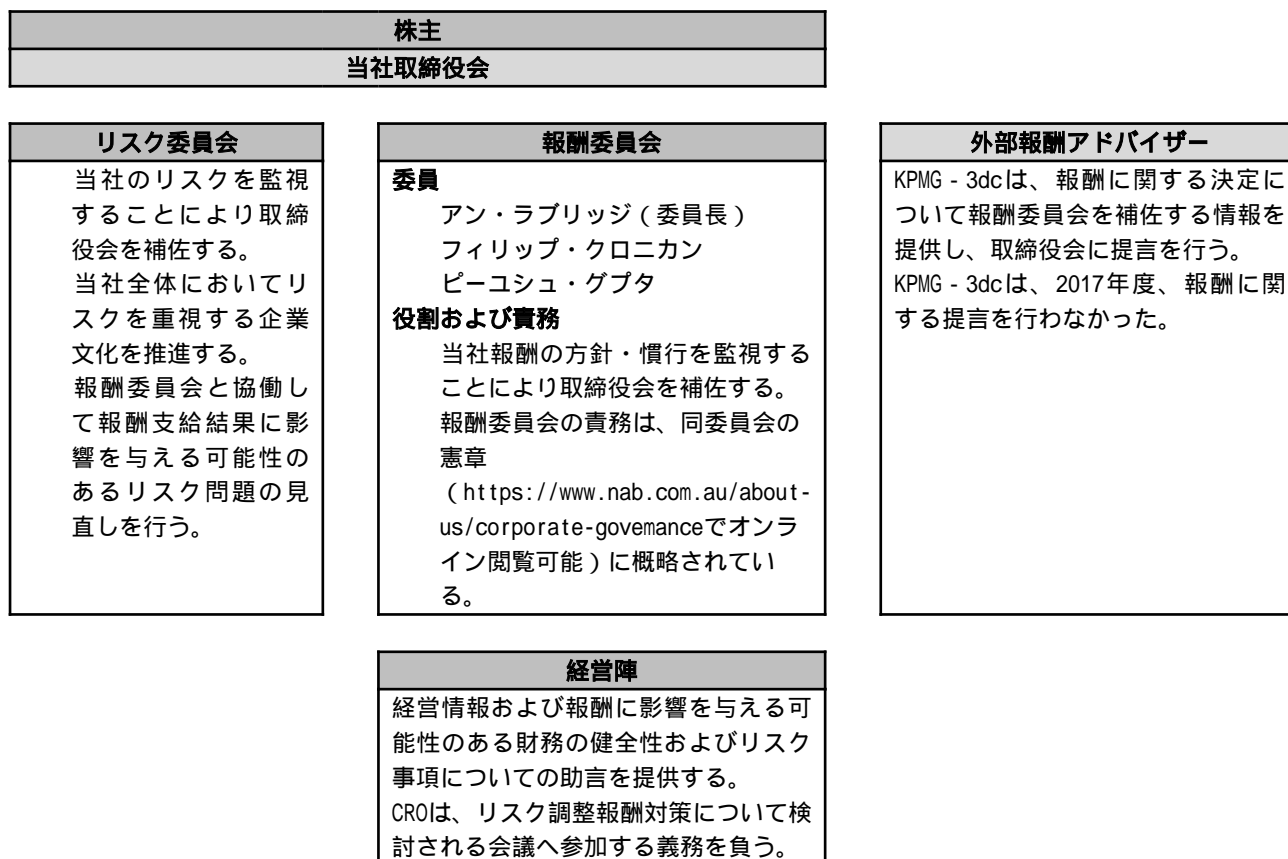 株主
当社取締役会
リスク委員会
当社のリスクを監視
することにより取締
役会を補佐する。
当社全体においてリ
スクを重視する企業
文化を推進する。
報酬委員会と協働し
て報酬支給結果に影
響を与える可能性の
あるリスク問題の見
直しを行う。
報酬委員会
委員
アン・ラブリッジ（委員長）
フィリップ・クロニカン
ピーユシュ・グプタ
役割および責務
当社報酬の方針・慣行を監視する
ことにより取締役会を補佐する。
報酬委員会の責務は、同委員会の
憲章
（https://www.nab.com.au/about-
us/corporate-govemanceでオンラ
イン閲覧可能）に概略されてい
る。
外部報酬アドバイザー
KPMG‐3dcは、報酬に関する決定に
ついて報酬委員会を補佐する情報を
提供し、取締役会に提言を行う。
KPMG‐3dcは、2017年度、報酬に関
する提言を行わなかった。
経営陣
経営情報および報酬に影響を与える可
能性のある財務の健全性およびリスク
事項についての助言を提供する。
CROは、リスク調整報酬対策について検
討される会議へ参加する義務を負う。